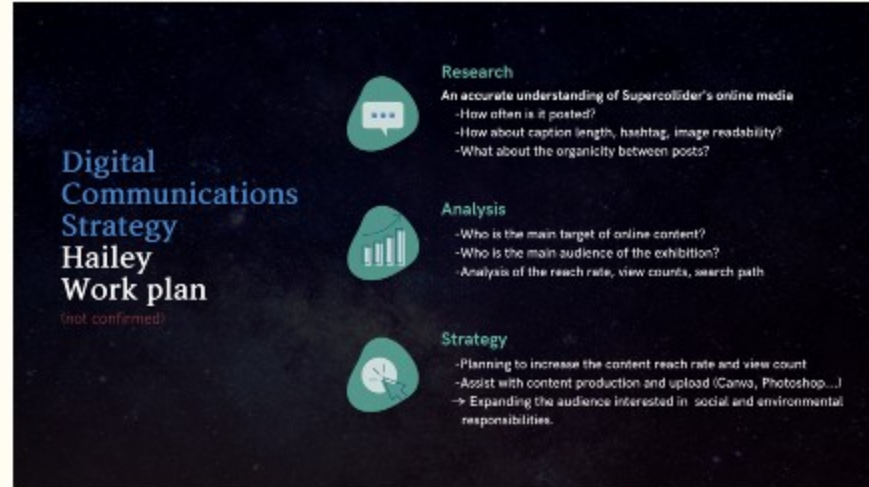 Digital
Communications
Strategy
Hailey
Work plan
(not confirmed)
Research
An accurate understanding of Supercollider's online media
-How often is it posted?
-How about caption length, hashtag, image readability?
-What about the organicity between posts?
Analysis
-Who is the main target of online content?
-Who is the main audience of the exhibition?
-Analysis of the reach rate, view counts, search path
Strategy
-Planning to increase the content reach rate and view count
-Assist with content production and upload (Canva, Photoshop...)
→ Expanding the audience interested in social and environmental
responsibilities.